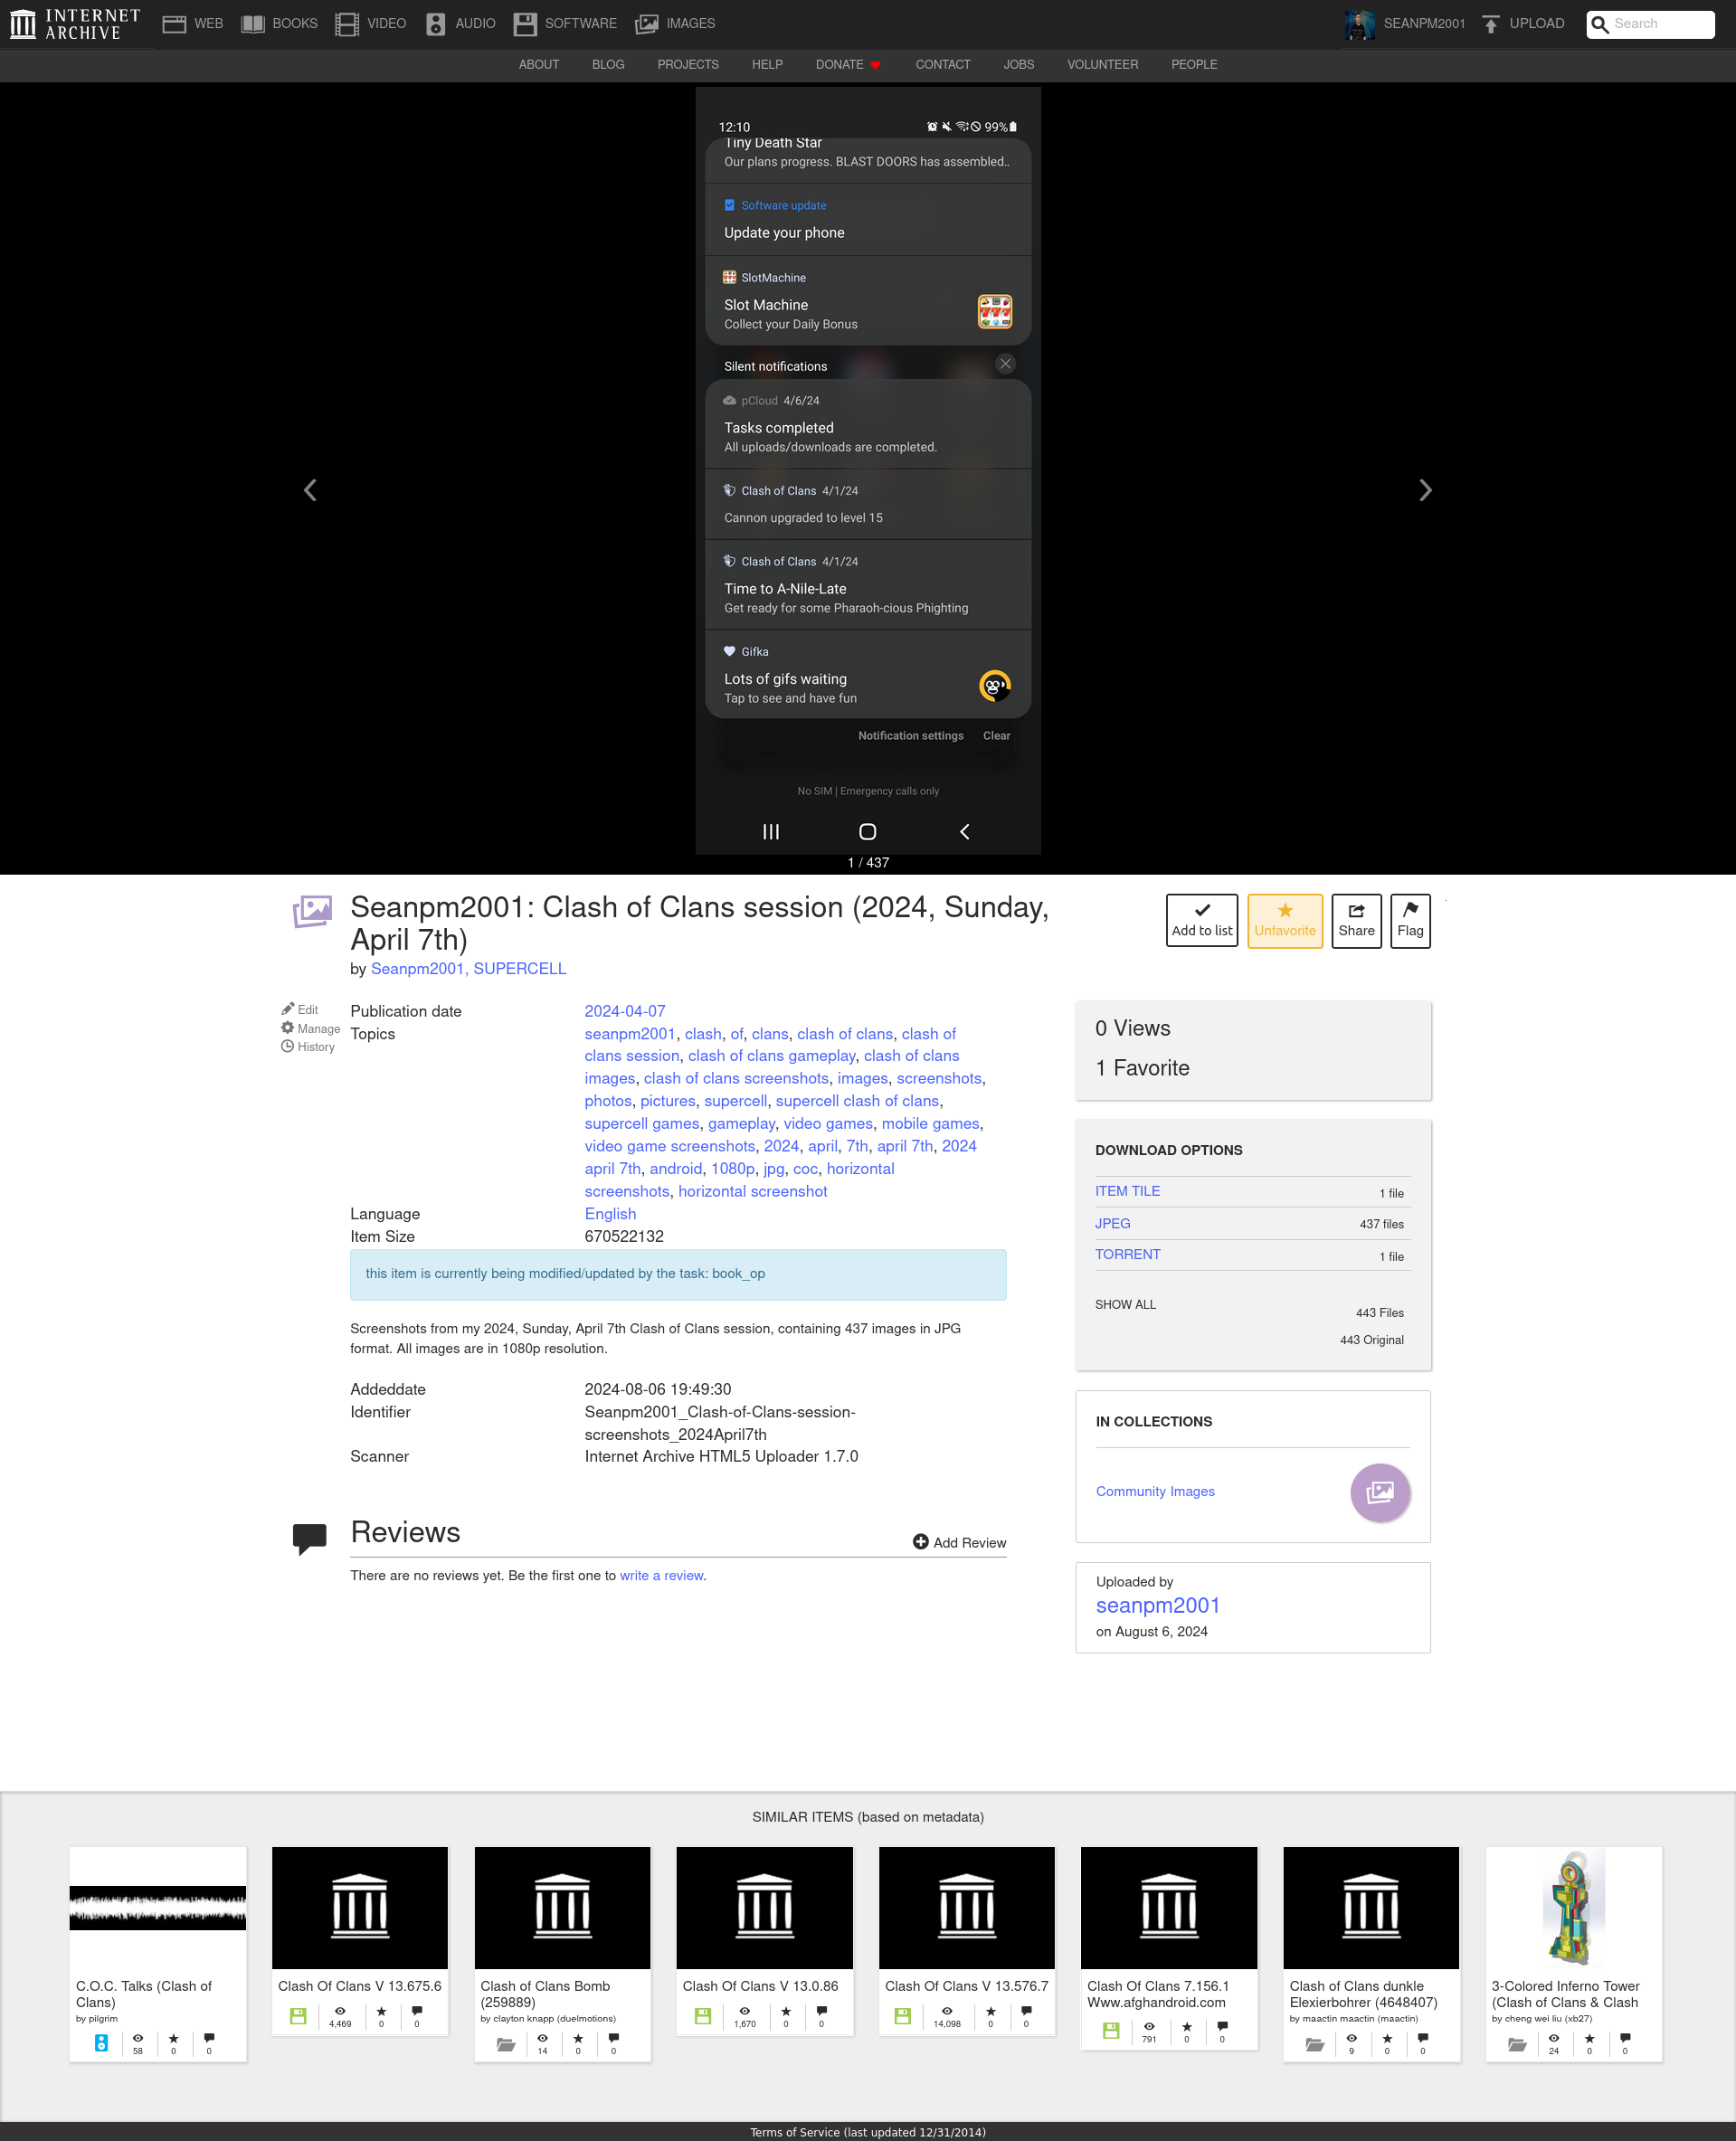 INTERNET
ARCHIVE
WEB
BOOKS
VIDEO
AUDIO
SOFTWARE
IMAGES
SEANPM2001
UPLOAD
Search
ABOUT
BLOG
PROJECTS
HELP
DONATE
CONTACT
JOBS
VOLUNTEER
PEOPLE
12:10
99%
Tiny Death Star
Our plans progress. BLAST DOORS has assembled..
Software update
Update your phone
SlotMachine
Slot Machine
Collect your Daily Bonus
Silent notifications
pCloud 4/6/24
Tasks completed
All uploads/downloads are completed.
Clash of Clans 4/1/24
Cannon upgraded to level 15
Clash of Clans 4/1/24
Time to A-Nile-Late
Get ready for some Pharaoh-cious Phighting
Gifka
Lots of gifs waiting
Tap to see and have fun
Notification settings Clear
No SIM | Emergency calls only
1 / 437
Seanpm2001: Clash of Clans session (2024, Sunday,
April 7th)
by Seanpm2001, SUPERCELL
Add to list
Unfavorite
Share
Flag
Edit
Manage
History
Publication date 2024-04-07
Topics seanpm2001, clash, of, clans, clash of clans, clash of
clans session, clash of clans gameplay, clash of clans
images, clash of clans screenshots, images, screenshots,
photos, pictures, supercell, supercell clash of clans,
supercell games, gameplay, video games, mobile games,
video game screenshots, 2024, april, 7th, april 7th, 2024
april 7th, android, 1080p, jpg, coc, horizontal
screenshots, horizontal screenshot
Language English
Item Size 670522132
this item is currently being modified/updated by the task: book_op
Screenshots from my 2024, Sunday, April 7th Clash of Clans session, containing 437 images in JPG
format. All images are in 1080p resolution.
Addeddate 2024-08-06 19:49:30
Identifier Seanpm2001_Clash-of-Clans-session-
screenshots_2024April7th
Scanner Internet Archive HTML5 Uploader 1.7.0
Reviews
Add Review
There are no reviews yet. Be the first one to write a review.
0 Views
1 Favorite
DOWNLOAD OPTIONS
ITEM TILE 1 file
JPEG 437 files
TORRENT 1 file
SHOW ALL
443 Files
443 Original
IN COLLECTIONS
Community Images
Uploaded by
seanpm2001
on August 6, 2024
SIMILAR ITEMS (based on metadata)
C.O.C. Talks (Clash of
Clans)
by pilgrim
58 0 0
Clash Of Clans V 13.675.6
4,469 0 0
Clash of Clans Bomb
(259889)
by clayton knapp (duelmotions)
14 0 0
Clash Of Clans V 13.0.86
1,670 0 0
Clash Of Clans V 13.576.7
14,098 0 0
Clash Of Clans 7.156.1
Www.afghandroid.com
791 0 0
Clash of Clans dunkle
Elexierbohrer (4648407)
by maactin maactin (maactin)
9 0 0
3-Colored Inferno Tower
(Clash of Clans & Clash
by cheng wei liu (xb27)
24 0 0
Terms of Service (last updated 12/31/2014)